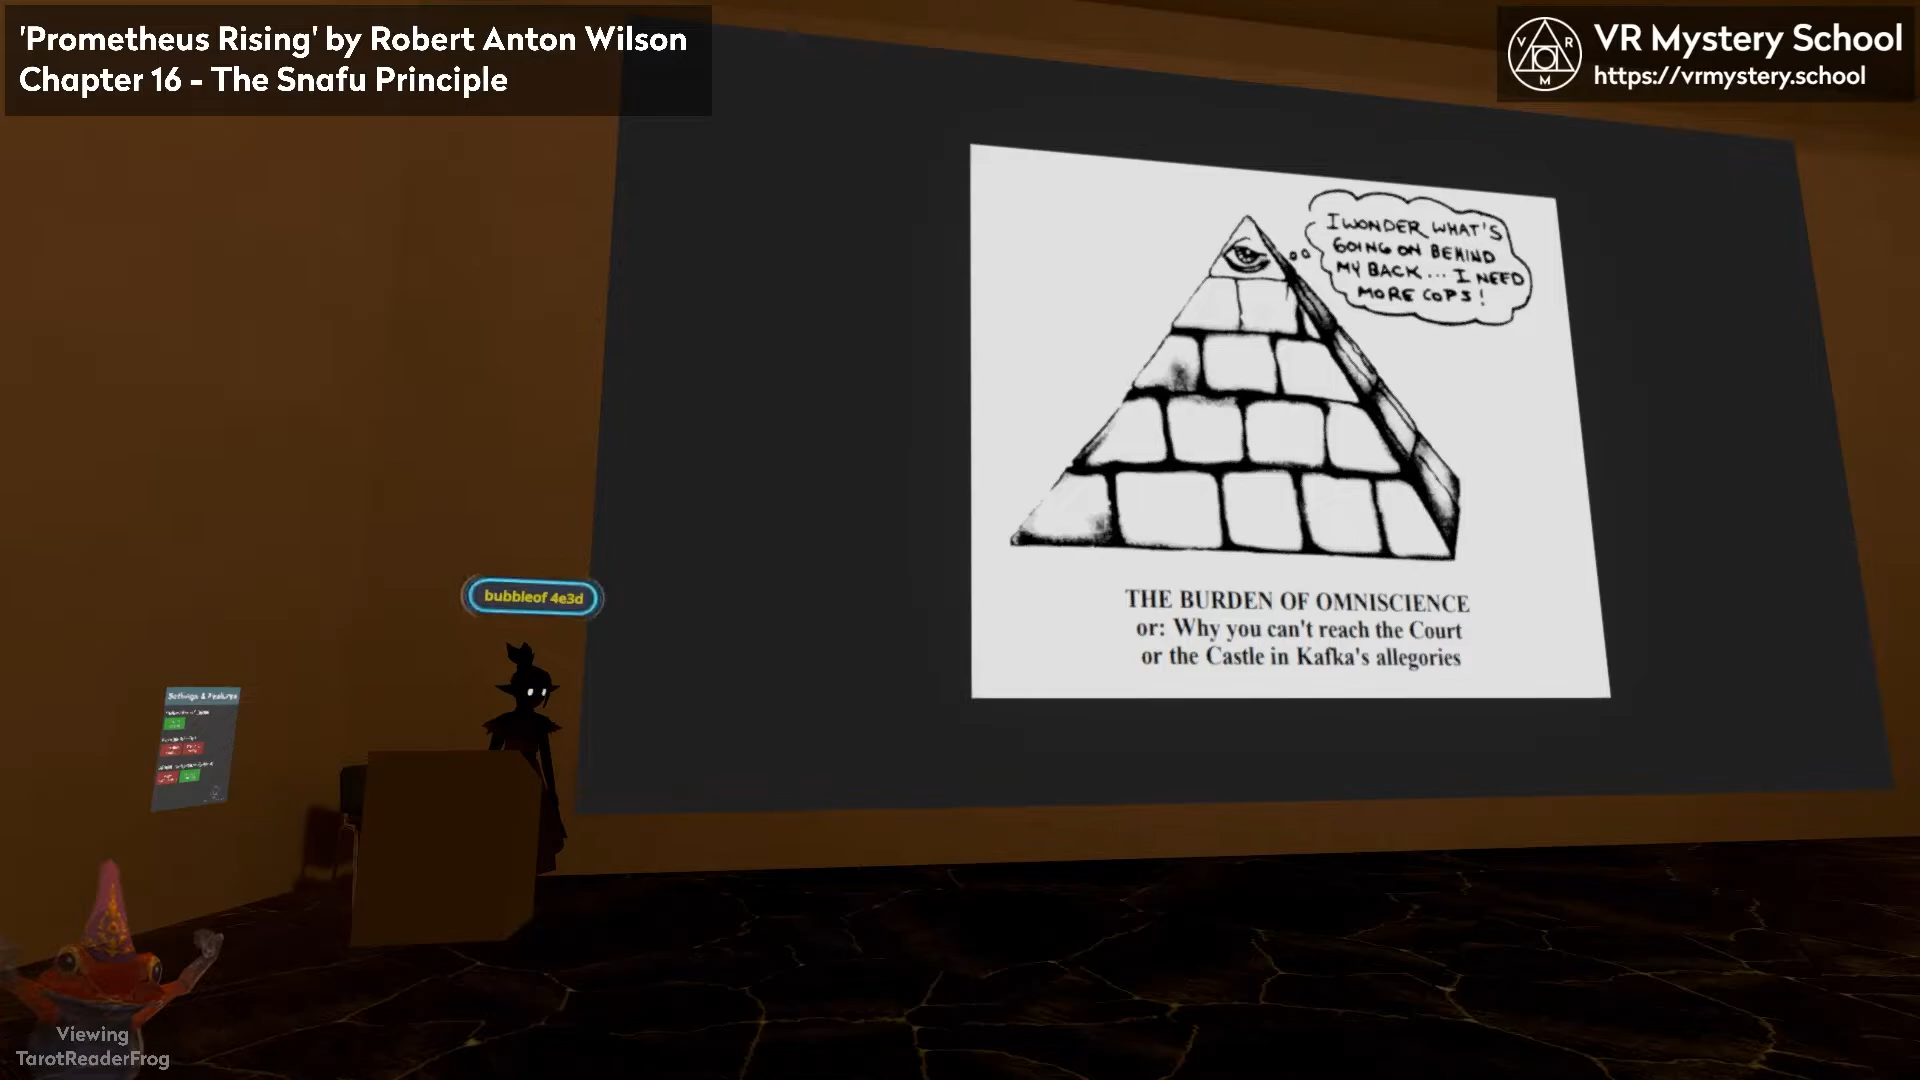 'Prometheus Rising' by Robert Anton Wilson
Chapter 16 - The Snafu Principle
VR Mystery School
https://vrmystery.school
V R
M
I WONDER WHAT'S
GOING ON BEHIND
MY BACK... I NEED
MORE COPS!
THE BURDEN OF OMNISCIENCE
or: Why you can't reach the Court
or the Castle in Kafka's allegories
bubbleof 4e3d
Settings & Features
Viewing
TarotReaderFrog